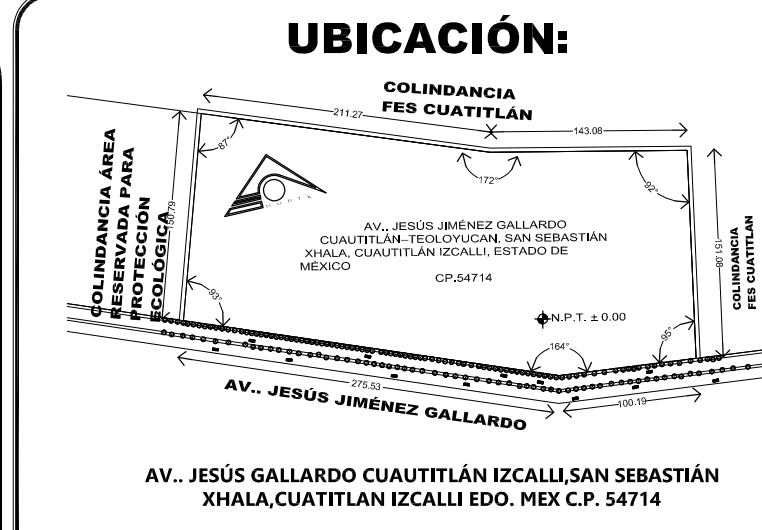 UBICACIÓN:
COLINDANCIA
FES CUATITLÁN
211.27
143.08
COLINDANCIA ÁREA
RESERVADA PARA
PROTECCIÓN
ECOLÓGICA
150.79
87°
172°
92°
NORTE
AV.. JESÚS JIMÉNEZ GALLARDO
CUAUTITLÁN-TEOLOYUCAN, SAN SEBASTIÁN
XHALA, CUAUTITLÁN IZCALLI, ESTADO DE
MÉXICO
CP.54714
151.08
COLINDANCIA
FES CUATITLAN
93°
N.P.T. ± 0.00
164°
95°
275.53
100.19
AV.. JESÚS JIMÉNEZ GALLARDO
AV.. JESÚS GALLARDO CUAUTITLÁN IZCALLI,SAN SEBASTIÁN
XHALA,CUATITLAN IZCALLI EDO. MEX C.P. 54714